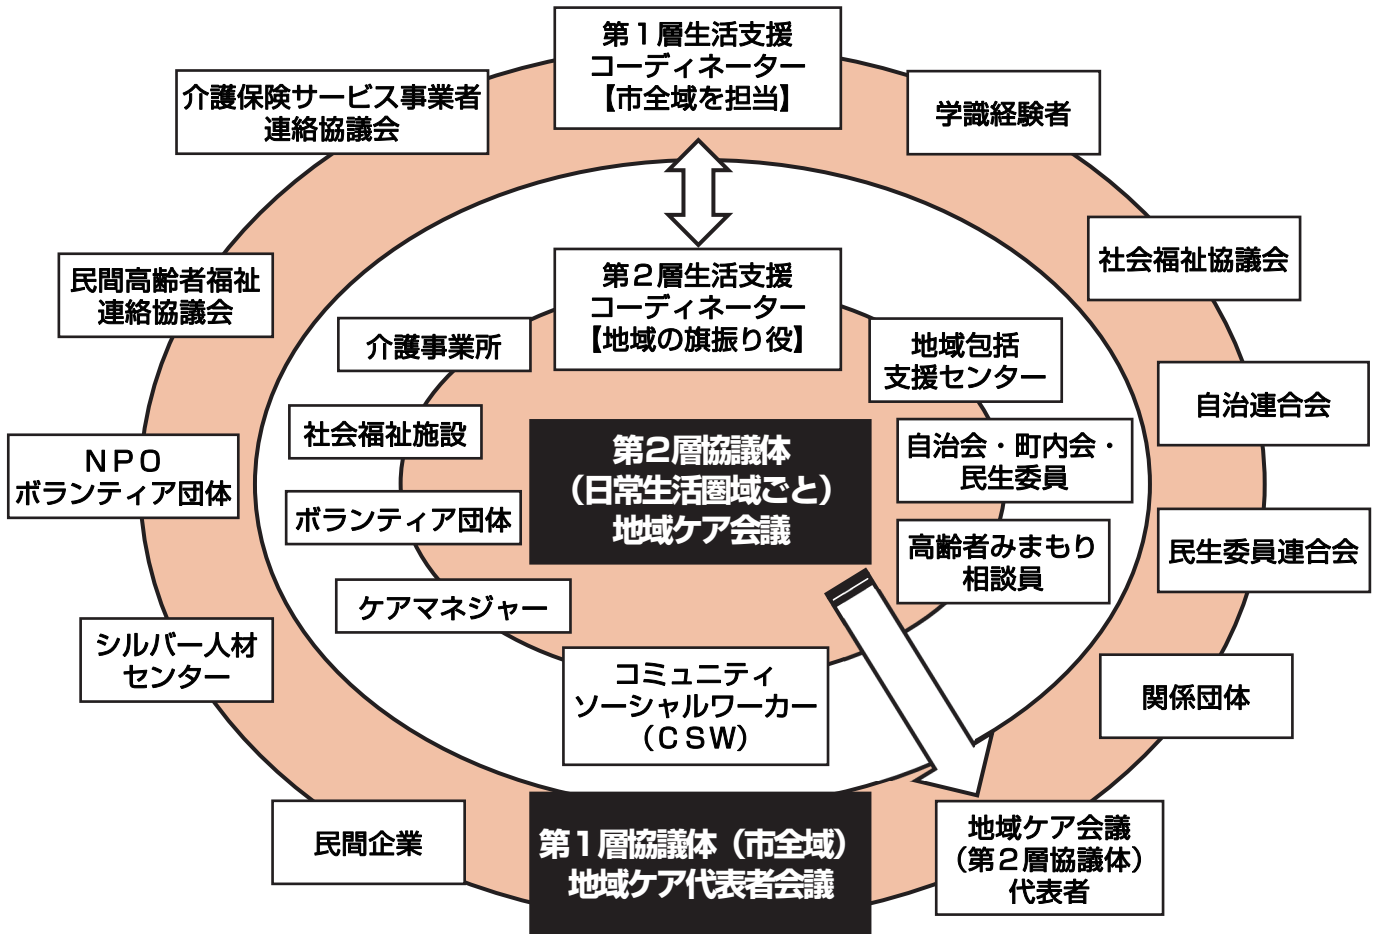 第１層生活支援
コーディネーター
【市全域を担当】
介護保険サービス事業者
連絡協議会
学識経験者
社会福祉協議会
民間高齢者福祉
連絡協議会
第２層生活支援
コーディネーター
【地域の旗振り役】
介護事業所
地域包括
支援センター
自治連合会
社会福祉施設
第２層協議体
（日常生活圏域ごと）
地域ケア会議
自治会・町内会・
民生委員
ＮＰＯ
ボランティア団体
ボランティア団体
高齢者みまもり
相談員
民生委員連合会
ケアマネジャー
シルバー人材
センター
コミュニティ
ソーシャルワーカー
（ＣＳＷ）
関係団体
民間企業
第１層協議体（市全域）
地域ケア代表者会議
地域ケア会議
（第２層協議体）
代表者